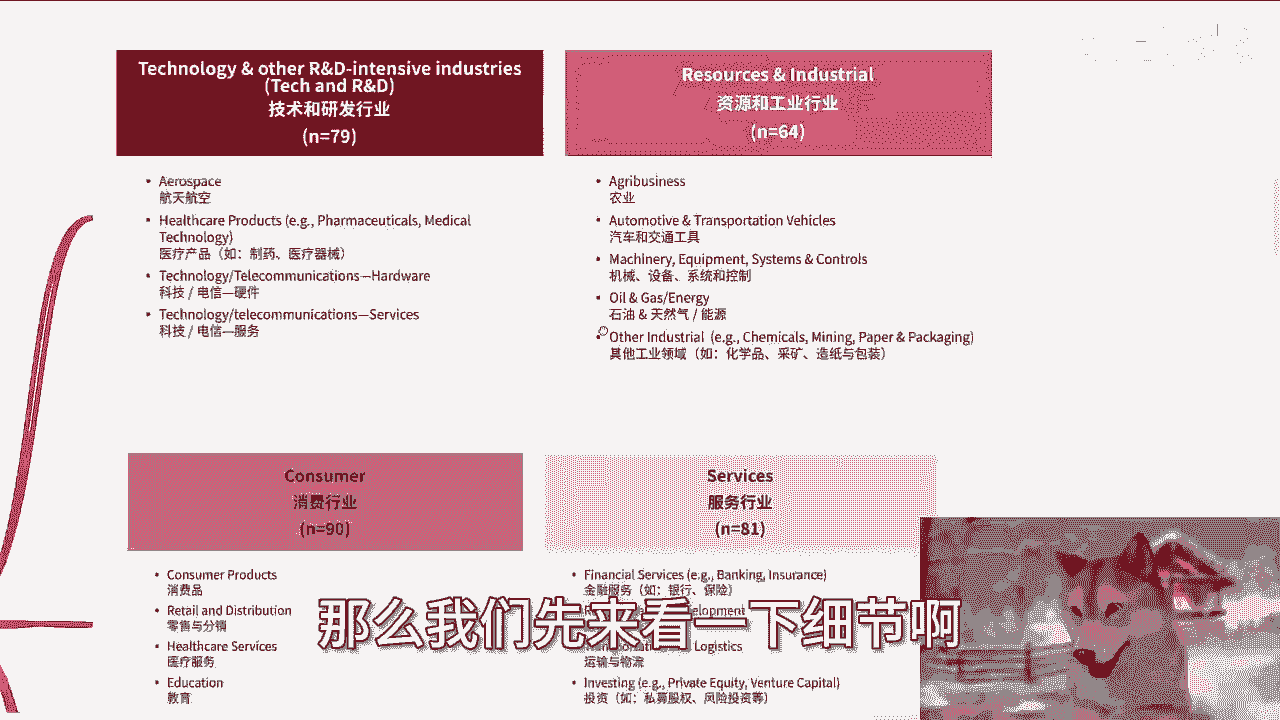 Technology & other R&D-intensive industries
(Tech and R&D)
技术和研发行业
(n=79)
• Aerospace
航天航空
• Healthcare Products (e.g., Pharmaceuticals, Medical
Technology)
医疗产品（如：制药、医疗器械）
• Technology/Telecommunications—Hardware
科技 / 电信—硬件
• Technology/telecommunications—Services
科技 / 电信—服务
Resources & Industrial
资源和工业行业
(n=64)
• Agribusiness
农业
• Automotive & Transportation Vehicles
汽车和交通工具
• Machinery, Equipment, Systems & Controls
机械、设备、系统和控制
• Oil & Gas/Energy
石油 & 天然气 / 能源
• Other Industrial (e.g., Chemicals, Mining, Paper & Packaging)
其他工业领域（如：化学品、采矿、造纸与包装）
Consumer
消费行业
(n=90)
• Consumer Products
消费品
• Retail and Distribution
零售与分销
• Healthcare Services
医疗服务
• Education
教育
Services
服务行业
(n=81)
• Financial Services (e.g., Banking, Insurance)
金融服务（如：银行、保险）
Logistics
运输与物流
• Investing (e.g., Private Equity, Venture Capital)
投资（如：私募股权、风险投资等）
那么我们先来看一下细节啊